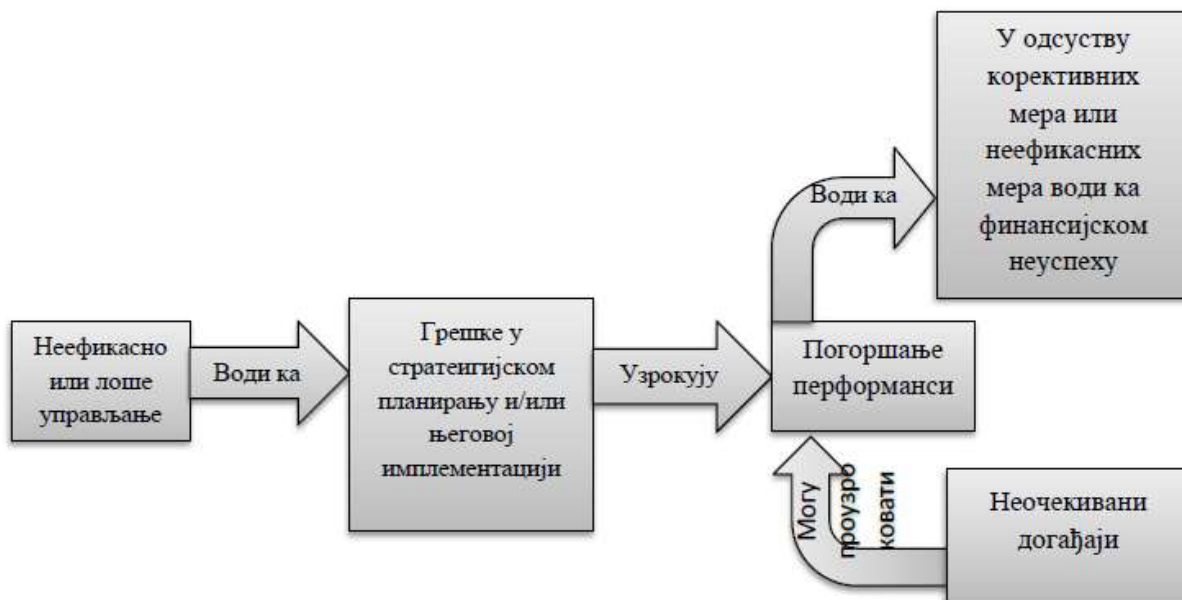 Неефикасно
или лоше
управљање
Води ка
Грешке у
стратеигијском
планирању и/или
његовој
имплементацији
Узрокују
Погоршање
перформанси
Води ка
У одсуству
корективних
мера или
неефикасних
мера води ка
финансијском
неуспеху
Могу
проузро
ковати
Неочекивани
догађаји